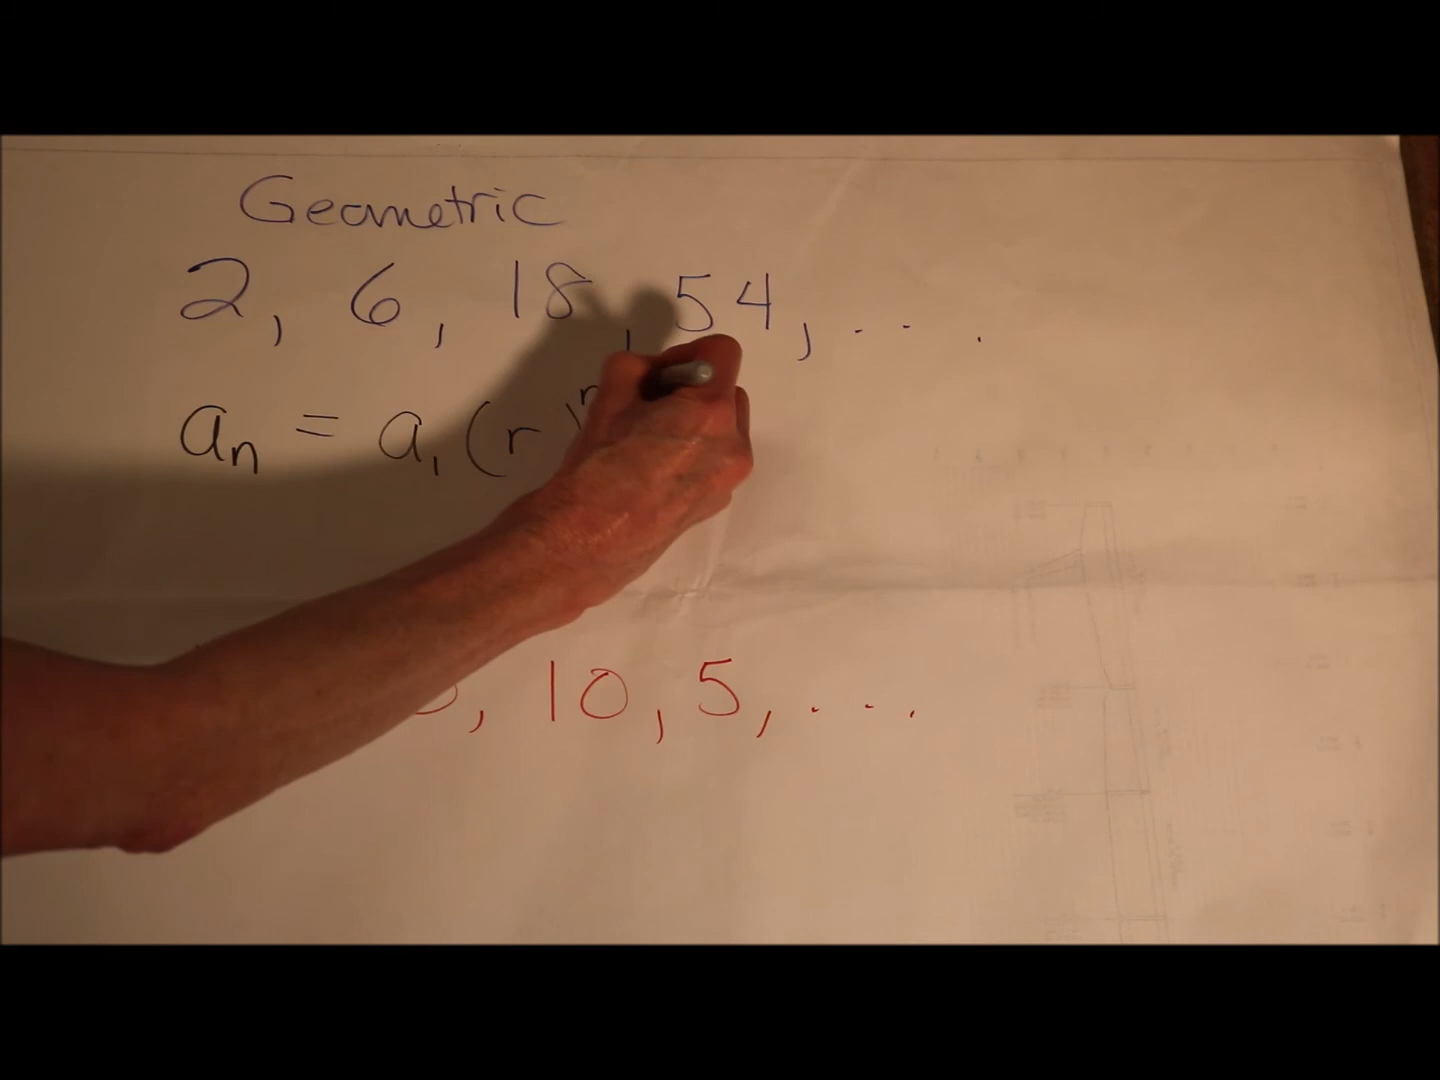 Geometric
2, 6, 18, 54, ...
an = a1 (r)n
, 10, 5, ...